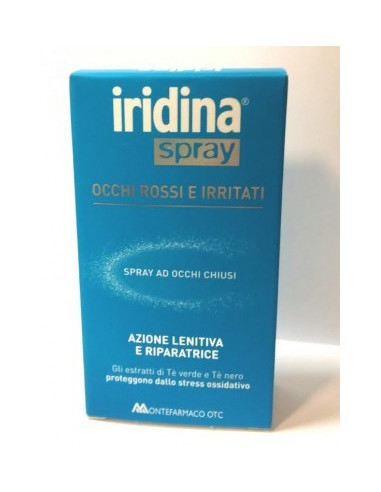 iridina®
spray
OCCHI ROSSI E IRRITATI
SPRAY AD OCCHI CHIUSI
AZIONE LENITIVA
E RIPARATRICE
Gli estratti di Tè verde e Tè nero
proteggono dallo stress ossidativo
MONTEFARMACO OTC